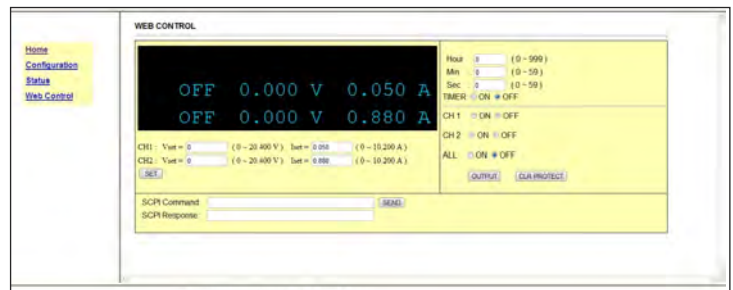 WEB CONTROL
Home
Configuration
Status
Web Control
OFF 0.000 V 0.050 A
OFF 0.000 V 0.880 A
CH1 : Vset = 0 ( 0 ~ 20.400 V ) Iset = 0.050 ( 0 ~ 10.200 A )
CH2 : Vset = 0 ( 0 ~ 20.400 V ) Iset = 0.880 ( 0 ~ 10.200 A )
SET
Hour : 0 ( 0 ~ 999 )
Min : 0 ( 0 ~ 59 )
Sec : 0 ( 0 ~ 59 )
TIMER ON OFF
CH 1 ON OFF
CH 2 ON OFF
ALL ON OFF
OUTPUT CLR PROTECT
SCPI Command: SEND
SCPI Response: